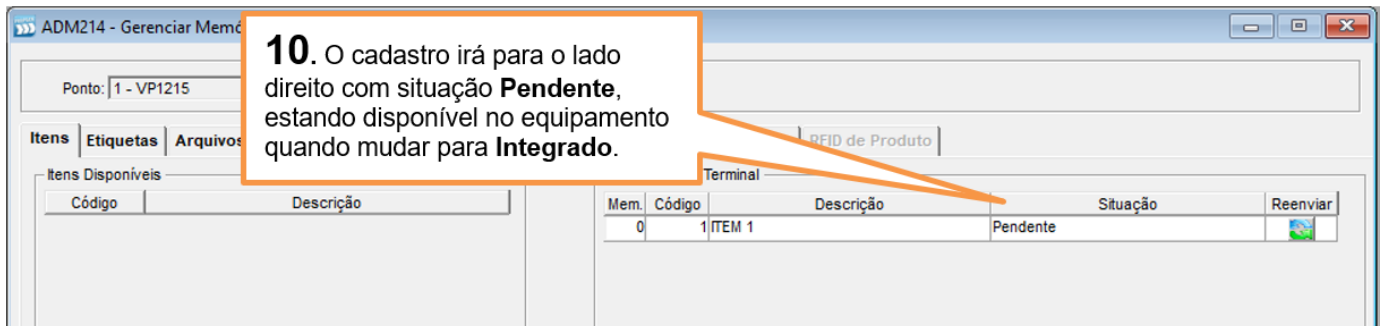 ADM214 - Gerenciar Memó
10. O cadastro irá para o lado
direito com situação Pendente,
estando disponível no equipamento
quando mudar para Integrado.
Ponto: 1 - VP1215
Itens Etiquetas Arquivos RFID de Produto
Itens Disponíveis Terminal
Código Descrição Mem. Código Descrição Situação Reenviar
0 1 ITEM 1 Pendente